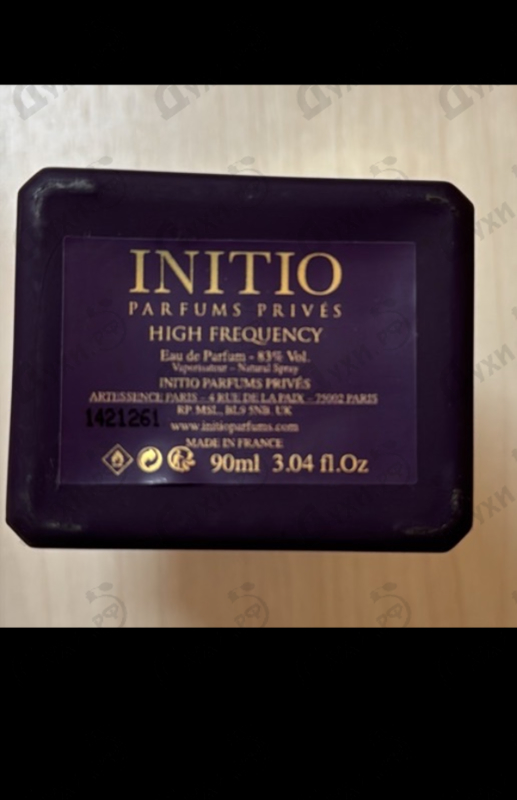 INITIO
PARFUMS PRIVÉS
HIGH FREQUENCY
Eau de Parfum - 83% Vol.
Vaporisateur - Natural Spray
INITIO PARFUMS PRIVÉS
ARTESSENCE PARIS - 4 RUE DE LA PAIX - 75002 PARIS
RP. MSL, BL9 5NB, UK
1421261
www.initioparfums.com
MADE IN FRANCE
90ml 3.04 fl.Oz